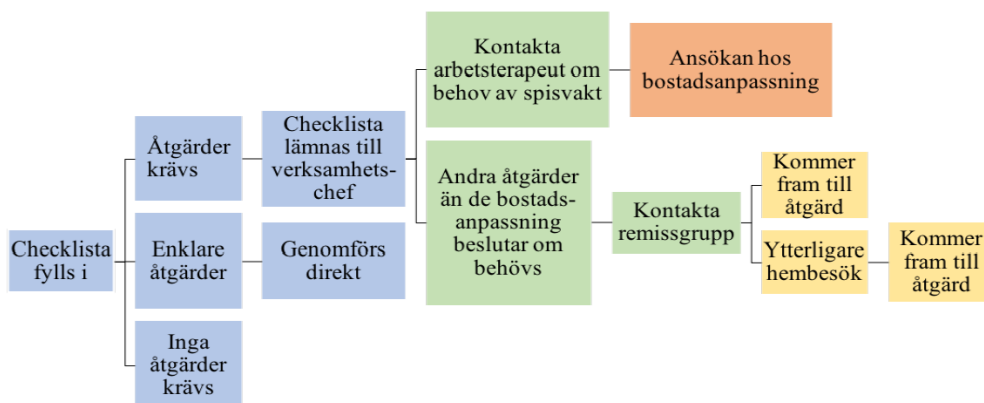 Checklista
fylls i
Åtgärder
krävs
Enklare
åtgärder
Inga
åtgärder
krävs
Checklista
lämnas till
verksamhets-
chef
Genomförs
direkt
Kontakta
arbetsterapeut om
behov av spisvakt
Andra åtgärder
än de bostads-
anpassning
beslutar om
behövs
Ansökan hos
bostadsanpassning
Kontakta
remissgrupp
Kommer
fram till
åtgärd
Ytterligare
hembesök
Kommer
fram till
åtgärd